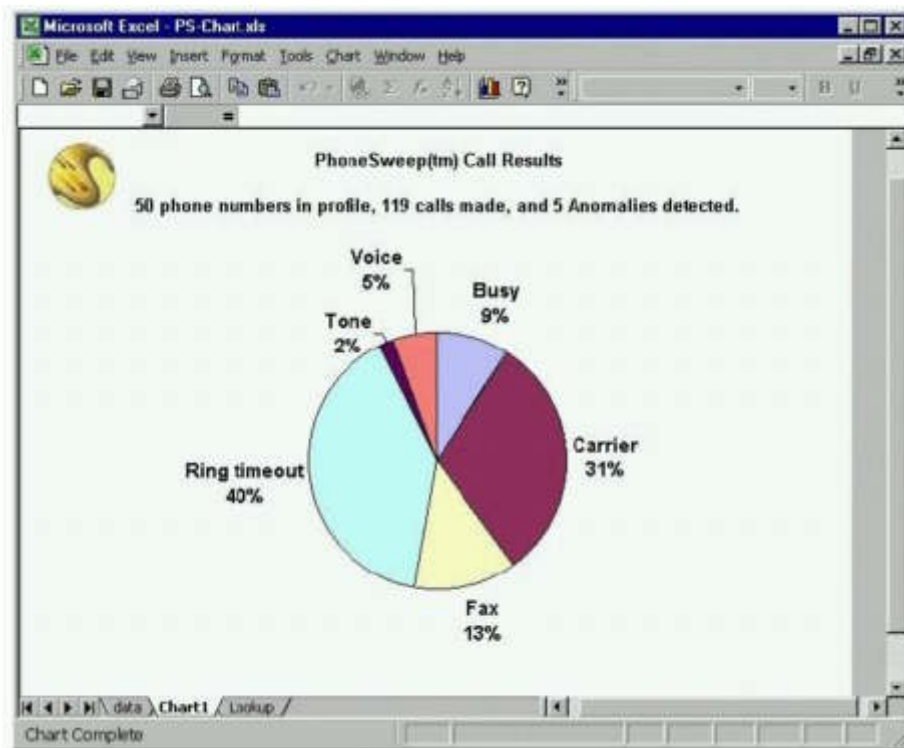 Microsoft Excel - PS-Chart.xls
File Edit View Insert Format Tools Chart Window Help
B U
=
PhoneSweep(tm) Call Results
50 phone numbers in profile, 119 calls made, and 5 Anomalies detected.
Voice
5%
Busy
9%
Tone
2%
Carrier
31%
Ring timeout
40%
Fax
13%
data Chart1 Lookup
Chart Complete